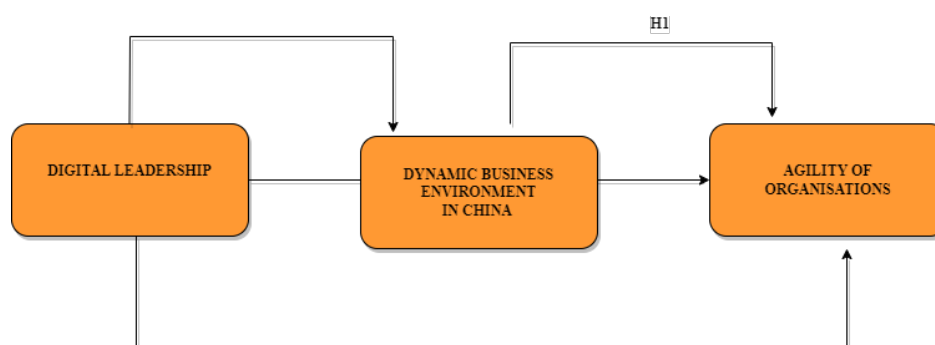 H1
DIGITAL LEADERSHIP
DYNAMIC BUSINESS
ENVIRONMENT
IN CHINA
AGILITY OF
ORGANISATIONS